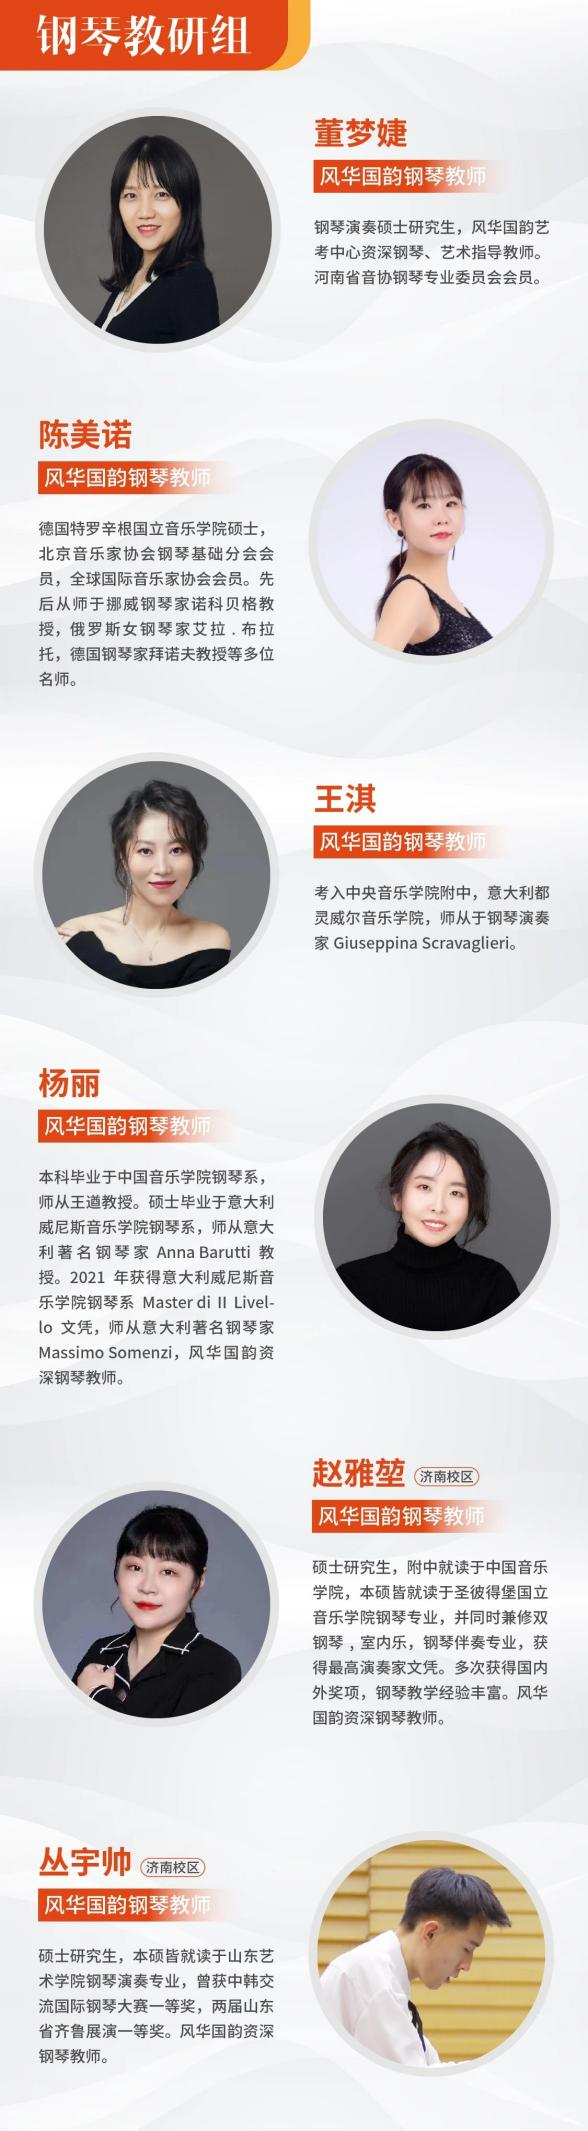 钢琴教研组
董梦婕
风华国韵钢琴教师
钢琴演奏硕士研究生，风华国韵艺
考中心资深钢琴、艺术指导教师。
河南省音协钢琴专业委员会会员。
陈美诺
风华国韵钢琴教师
德国特罗辛根国立音乐学院硕士，
北京音乐家协会钢琴基础分会会
员，全球国际音乐家协会会员。先
后从师于挪威钢琴家诺科贝格教
授，俄罗斯女钢琴家艾拉．布拉
托，德国钢琴家拜诺夫教授等多位
名师。
王淇
风华国韵钢琴教师
考入中央音乐学院附中，意大利都
灵威尔音乐学院，师从于钢琴演奏
家 Giuseppina Scravaglieri。
杨丽
风华国韵钢琴教师
本科毕业于中国音乐学院钢琴系，
师从王遒教授。硕士毕业于意大利
威尼斯音乐学院钢琴系，师从意大
利著名钢琴家 Anna Barutti 教
授。2021 年获得意大利威尼斯音
乐学院钢琴系 Master di II Livel-
lo 文凭，师从意大利著名钢琴家
Massimo Somenzi，风华国韵资
深钢琴教师。
赵雅堃 济南校区
风华国韵钢琴教师
硕士研究生，附中就读于中国音乐
学院，本硕皆就读于圣彼得堡国立
音乐学院钢琴专业，并同时兼修双
钢琴，室内乐，钢琴伴奏专业，获
得最高演奏家文凭。多次获得国内
外奖项，钢琴教学经验丰富。风华
国韵资深钢琴教师。
丛宇帅 济南校区
风华国韵钢琴教师
硕士研究生，本硕皆就读于山东艺
术学院钢琴演奏专业，曾获中韩交
流国际钢琴大赛一等奖，两届山东
省齐鲁展演一等奖。风华国韵资深
钢琴教师。